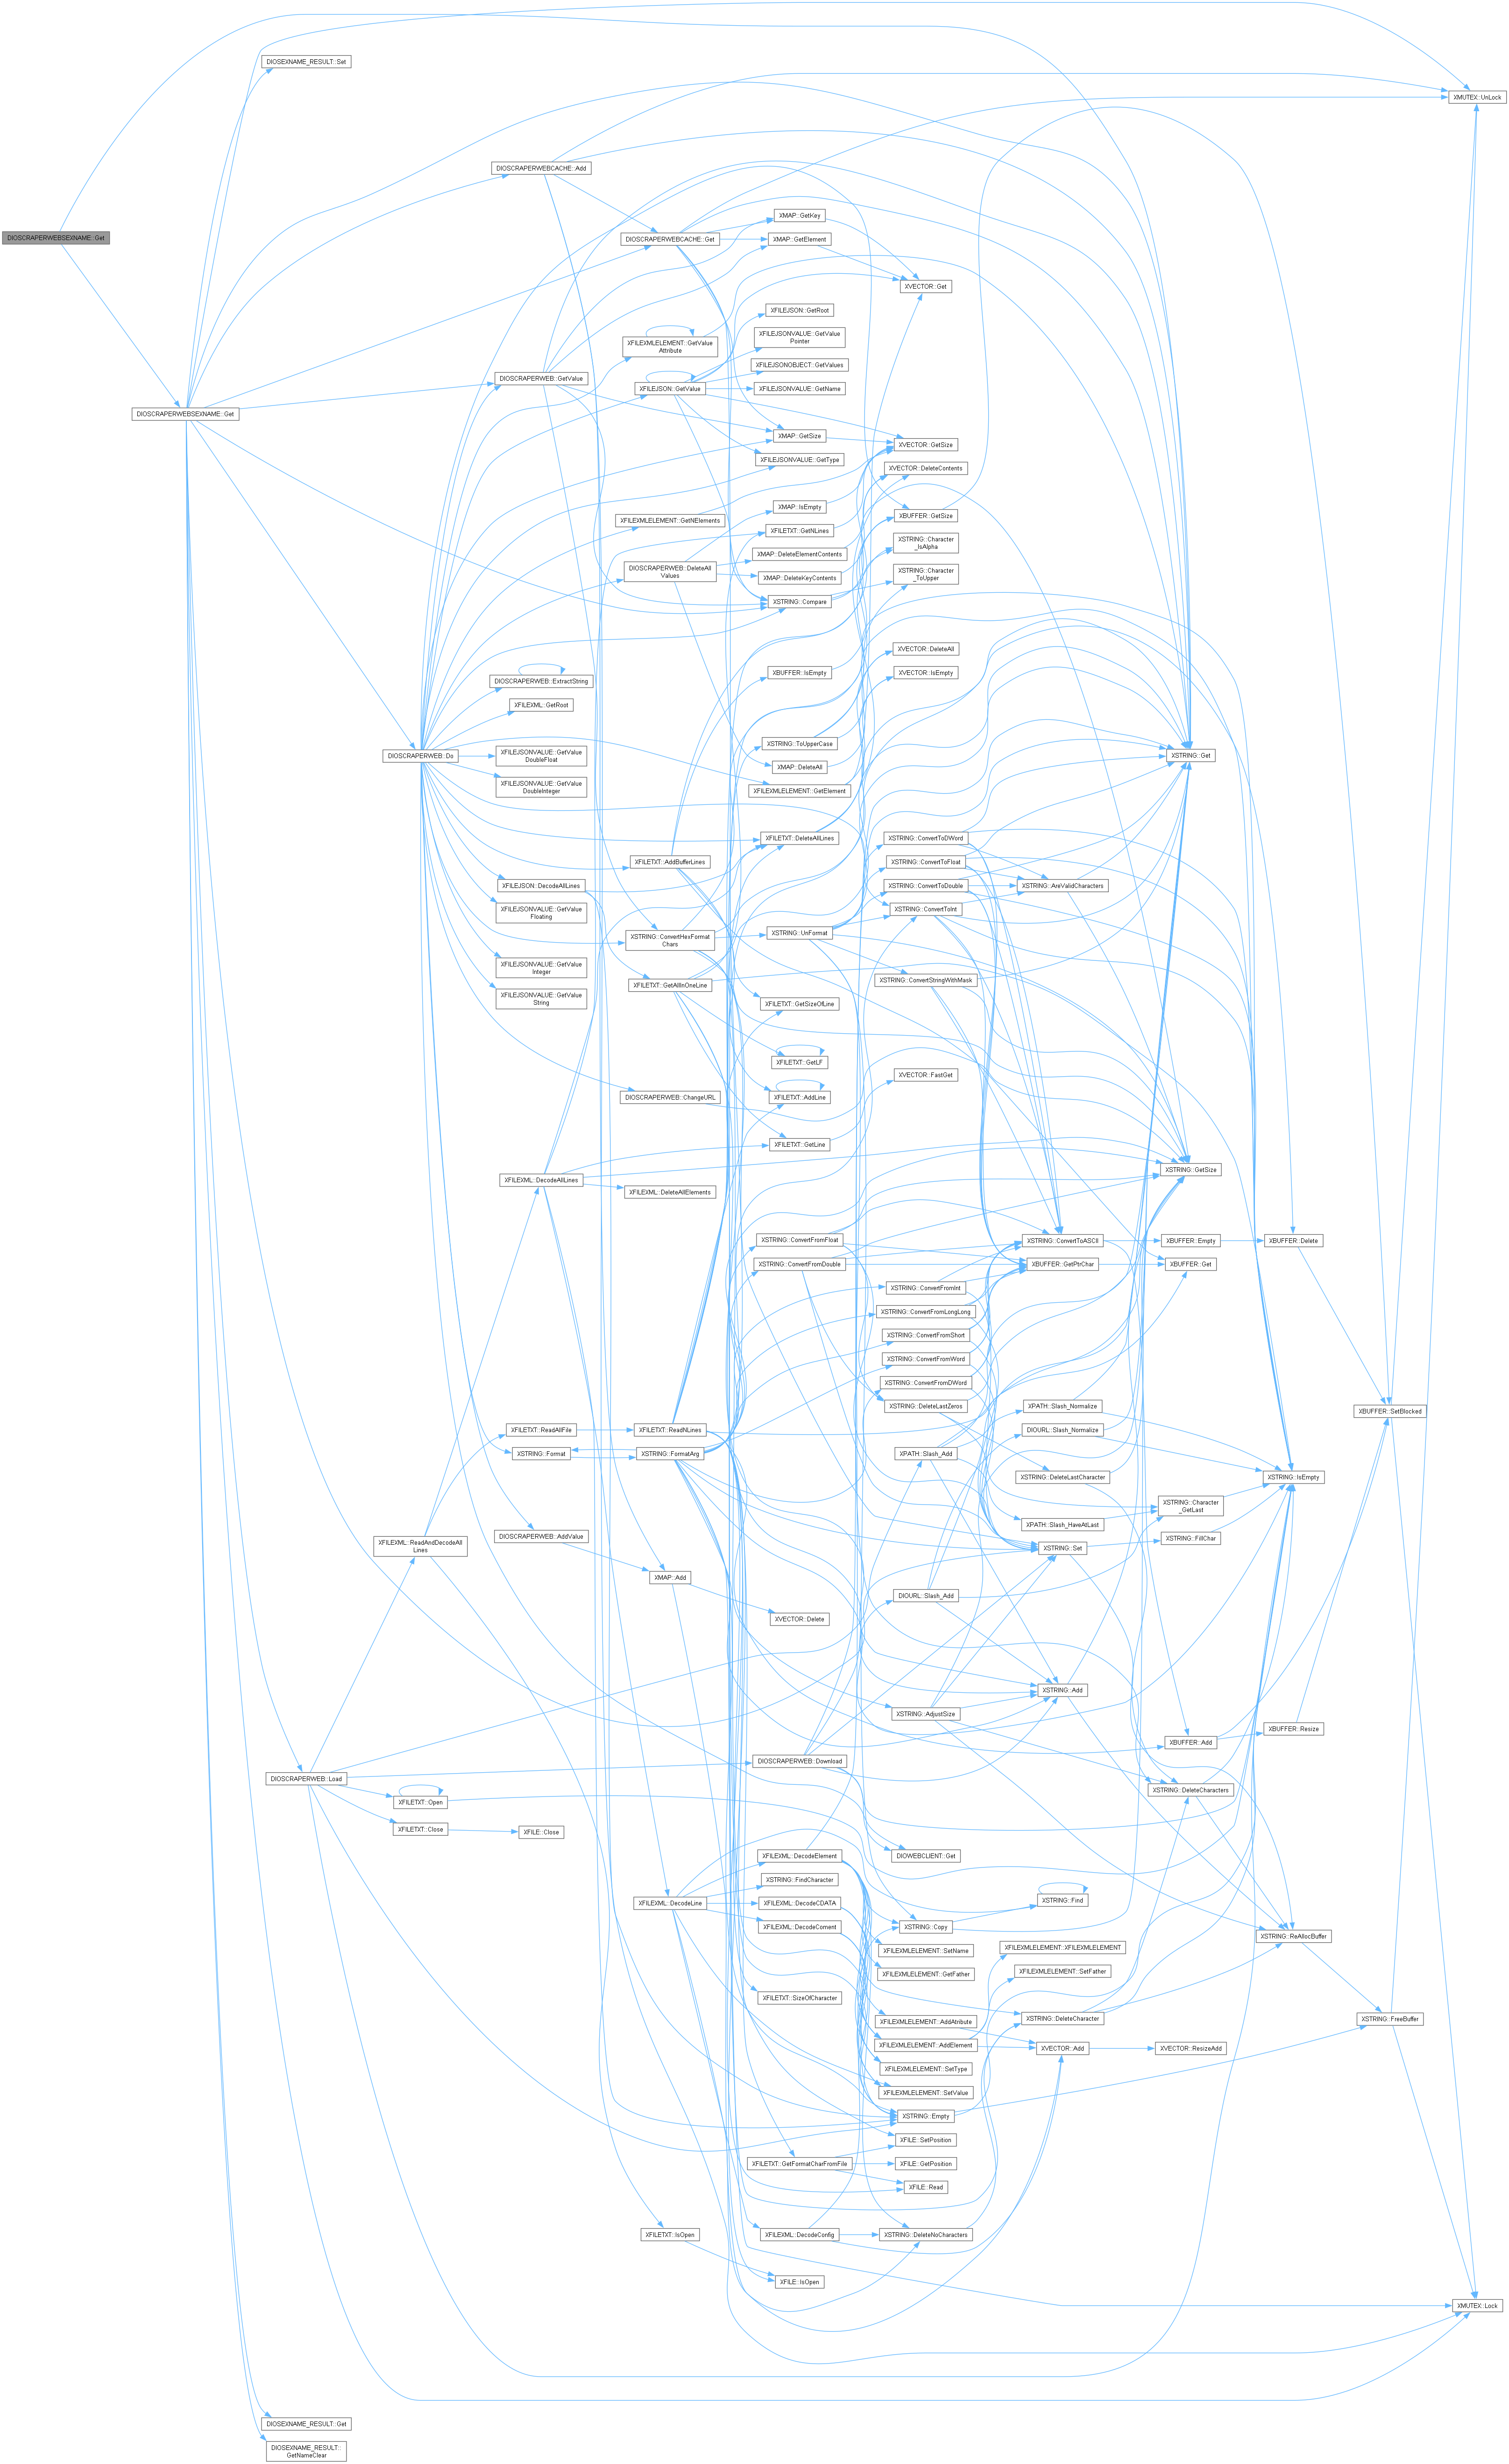 DIOSEXNAME_RESULT::Set
XMUTEX::UnLock
DIOSCRAPERWEBCACHE::Add
XMAP::GetKey
DIOSCRAPERWEBSEXNAME::Get
DIOSCRAPERWEBCACHE::Get
XMAP::GetElement
XVECTOR::Get
XFILEJSON::GetRoot
XFILEJSONVALUE::GetValue
Pointer
XFILEXMLELEMENT::GetValue
Attribute
XFILEJSONOBJECT::GetValues
DIOSCRAPERWEB::GetValue
XFILEJSON::GetValue
XFILEJSONVALUE::GetName
DIOSCRAPERWEBSEXNAME::Get
XMAP::GetSize
XVECTOR::GetSize
XFILEJSONVALUE::GetType
XVECTOR::DeleteContents
XMAP::IsEmpty
XBUFFER::GetSize
XFILEXMLELEMENT::GetNElements
XFILETXT::GetNLines
XSTRING::Character
_IsAlpha
XMAP::DeleteElementContents
DIOSCRAPERWEB::DeleteAll
Values
XMAP::DeleteKeyContents
XSTRING::Character
_ToUpper
XSTRING::Compare
XVECTOR::DeleteAll
XBUFFER::IsEmpty
XVECTOR::IsEmpty
DIOSCRAPERWEB::ExtractString
XFILEXML::GetRoot
XSTRING::ToUpperCase
DIOSCRAPERWEB::Do
XFILEJSONVALUE::GetValue
DoubleFloat
XMAP::DeleteAll
XSTRING::Get
XFILEJSONVALUE::GetValue
DoubleInteger
XFILEXMLELEMENT::GetElement
XFILETXT::DeleteAllLines
XSTRING::ConvertToDWord
XFILETXT::AddBufferLines
XSTRING::ConvertToFloat
XFILEJSON::DecodeAllLines
XSTRING::ConvertToDouble
XSTRING::AreValidCharacters
XFILEJSONVALUE::GetValue
Floating
XSTRING::ConvertToInt
XSTRING::ConvertHexFormat
Chars
XSTRING::UnFormat
XFILEJSONVALUE::GetValue
Integer
XFILETXT::GetAllInOneLine
XSTRING::ConvertStringWithMask
XFILEJSONVALUE::GetValue
String
XFILETXT::GetSizeOfLine
XFILETXT::GetLF
XVECTOR::FastGet
DIOSCRAPERWEB::ChangeURL
XFILETXT::AddLine
XFILETXT::GetLine
XSTRING::GetSize
XFILEXML::DecodeAllLines
XFILEXML::DeleteAllElements
XSTRING::ConvertFromFloat
XSTRING::ConvertToASCII
XBUFFER::Empty
XBUFFER::Delete
XSTRING::ConvertFromDouble
XBUFFER::GetPtrChar
XBUFFER::Get
XSTRING::ConvertFromInt
XSTRING::ConvertFromLongLong
XSTRING::ConvertFromShort
XSTRING::ConvertFromWord
XSTRING::ConvertFromDWord
XSTRING::DeleteLastZeros
XPATH::Slash_Normalize
XBUFFER::SetBlocked
XFILETXT::ReadAllFile
XFILETXT::ReadNLines
DIOURL::Slash_Normalize
XSTRING::Format
XSTRING::FormatArg
XPATH::Slash_Add
XSTRING::DeleteLastCharacter
XSTRING::IsEmpty
XSTRING::Character
_GetLast
XPATH::Slash_HaveAtLast
DIOSCRAPERWEB::AddValue
XSTRING::FillChar
XFILEXML::ReadAndDecodeAll
Lines
XSTRING::Set
XMAP::Add
DIOURL::Slash_Add
XVECTOR::Delete
XSTRING::Add
XSTRING::AdjustSize
XBUFFER::Resize
XBUFFER::Add
DIOSCRAPERWEB::Download
DIOSCRAPERWEB::Load
XSTRING::DeleteCharacters
XFILETXT::Open
XFILETXT::Close
XFILE::Close
DIOWEBCLIENT::Get
XFILEXML::DecodeElement
XSTRING::FindCharacter
XSTRING::Find
XFILEXML::DecodeLine
XFILEXML::DecodeCDATA
XSTRING::Copy
XFILEXML::DecodeComent
XSTRING::ReAllocBuffer
XFILEXMLELEMENT::SetName
XFILEXMLELEMENT::XFILEXMLELEMENT
XFILEXMLELEMENT::GetFather
XFILEXMLELEMENT::SetFather
XFILETXT::SizeOfCharacter
XFILEXMLELEMENT::AddAtribute
XSTRING::DeleteCharacter
XSTRING::FreeBuffer
XFILEXMLELEMENT::AddElement
XVECTOR::Add
XVECTOR::ResizeAdd
XFILEXMLELEMENT::SetType
XFILEXMLELEMENT::SetValue
XSTRING::Empty
XFILE::SetPosition
XFILETXT::GetFormatCharFromFile
XFILE::GetPosition
XFILE::Read
XFILETXT::IsOpen
XFILEXML::DecodeConfig
XSTRING::DeleteNoCharacters
XFILE::IsOpen
XMUTEX::Lock
DIOSEXNAME_RESULT::Get
DIOSEXNAME_RESULT::
GetNameClear